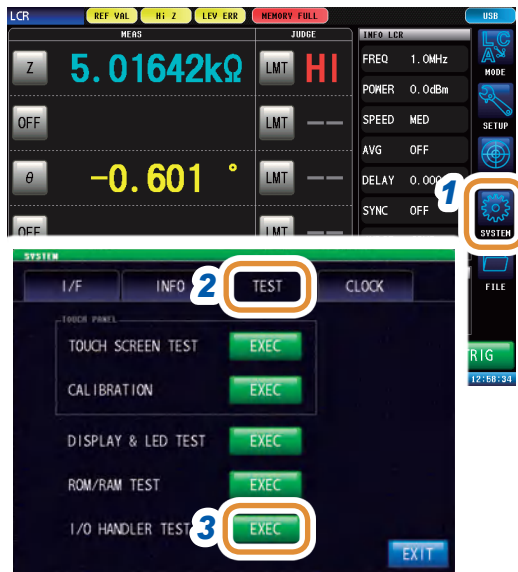 LCR REF VAL Hi Z LEV ERR MEMORY FULL USB
MEAS JUDGE INFO LCR
Z 5.01642kΩ LMT HI FREQ 1.0MHz
MODE
POWER 0.0dBm
OFF LMT -- SPEED MED
SETUP
AVG OFF
θ -0.601 ° LMT -- DELAY 0.000
1
SYNC OFF
OFF LMT
SYSTEM
SYSTEM
I/F INFO 2 TEST CLOCK
FILE
TOUCH PANEL
TOUCH SCREEN TEST EXEC
RIG
12:58:34
CALIBRATION EXEC
DISPLAY & LED TEST EXEC
ROM/RAM TEST EXEC
I/O HANDLER TEST 3 EXEC
EXIT